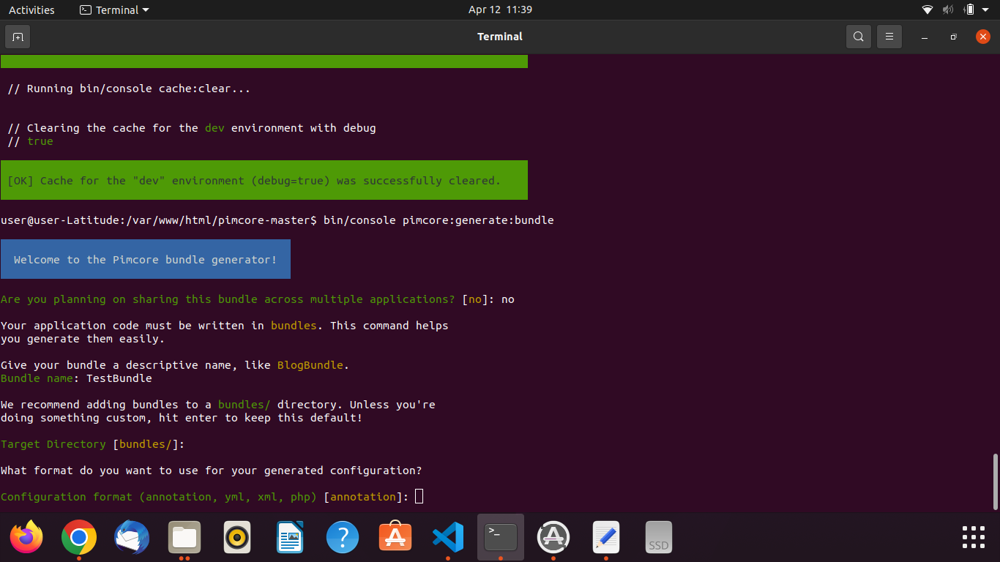 Activities
Terminal
Apr 12 11:39
Terminal
// Running bin/console cache:clear...
// Clearing the cache for the dev environment with debug
// true
[OK] Cache for the "dev" environment (debug=true) was successfully cleared.
user@user-Latitude:/var/www/html/pimcore-master$ bin/console pimcore:generate:bundle
Welcome to the Pimcore bundle generator!
Are you planning on sharing this bundle across multiple applications? [no]: no
Your application code must be written in bundles. This command helps
you generate them easily.
Give your bundle a descriptive name, like BlogBundle.
Bundle name: TestBundle
We recommend adding bundles to a bundles/ directory. Unless you're
doing something custom, hit enter to keep this default!
Target Directory [bundles/]:
What format do you want to use for your generated configuration?
Configuration format (annotation, yml, xml, php) [annotation]:
>_
SSD